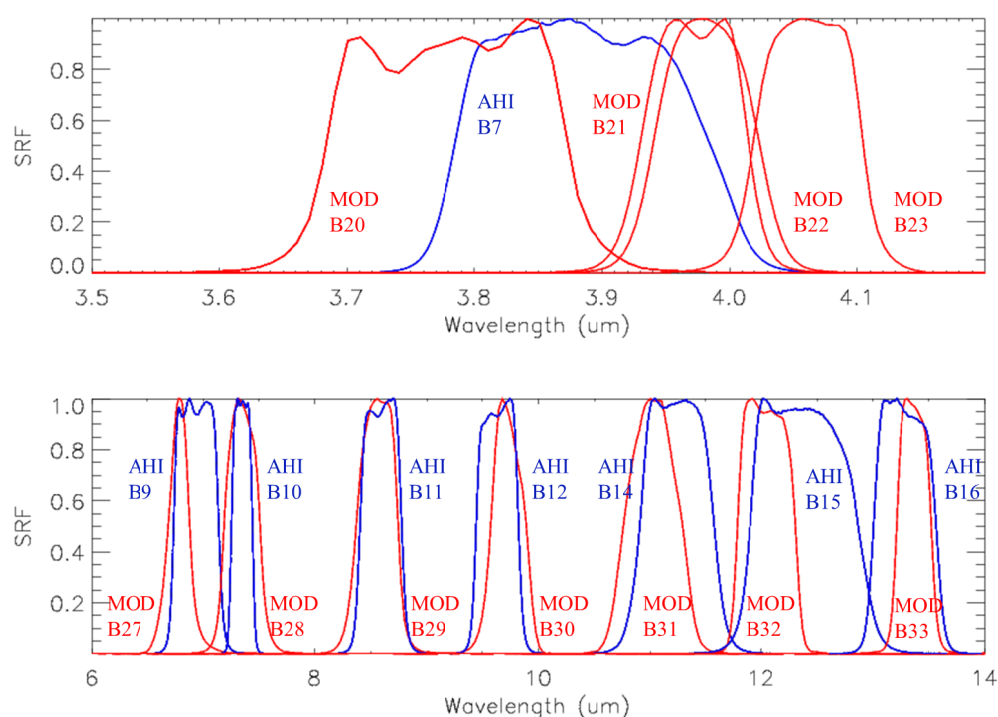 SRF
0.8
0.6
0.4
0.2
0.0
MOD
B20
AHI
B7
MOD
B21
MOD
B22
MOD
B23
3.5 3.6 3.7 3.8 3.9 4.0 4.1
Wavelength (um)
SRF
1.0
0.8
0.6
0.4
0.2
AHI
B9
AHI
B10
AHI
B11
AHI
B12
AHI
B14
AHI
B15
AHI
B16
MOD
B27
MOD
B28
MOD
B29
MOD
B30
MOD
B31
MOD
B32
MOD
B33
6 8 10 12 14
Wavelength (um)